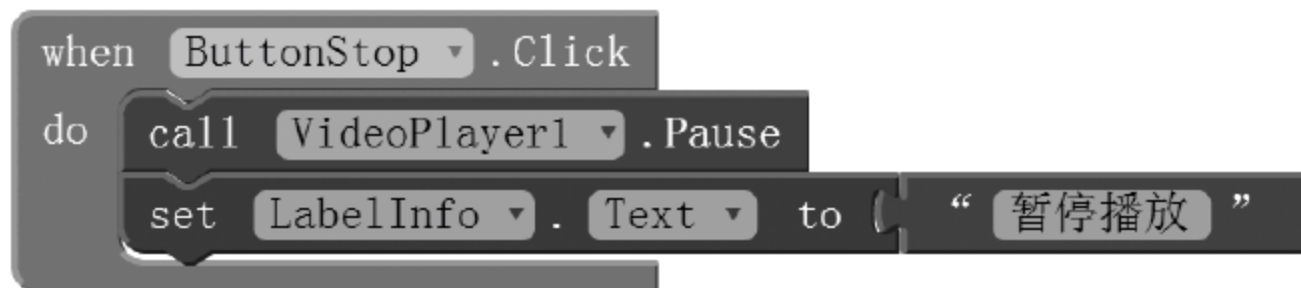 when ButtonStop .Click
do call VideoPlayer1 .Pause
set LabelInfo . Text to “ 暂停播放 ”